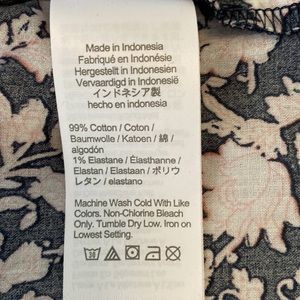 Made in Indonesia
Fabriqué en Indonésie
Hergestellt in Indonesien
Vervaardigd in Indonesië
インドネシア製
hecho en indonesia
99% Cotton / Coton /
Baumwolle / Katoen / 綿 /
algodón
1% Elastane / Élasthanne /
Elastan / Elastaan / ポリウ
レタン / elastano
Machine Wash Cold With Like
Colors. Non-Chlorine Bleach
Only. Tumble Dry Low. Iron on
Lowest Setting.
30